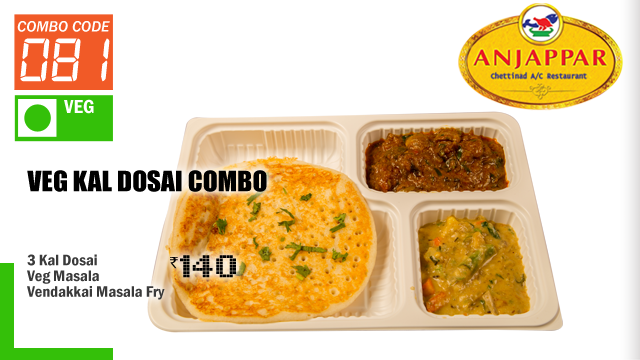 COMBO CODE
081
VEG
ANJAPPAR
Chettinad A/C Restaurant
VEG KAL DOSAI COMBO
3 Kal Dosai
Veg Masala
Vendakkai Masala Fry
₹140